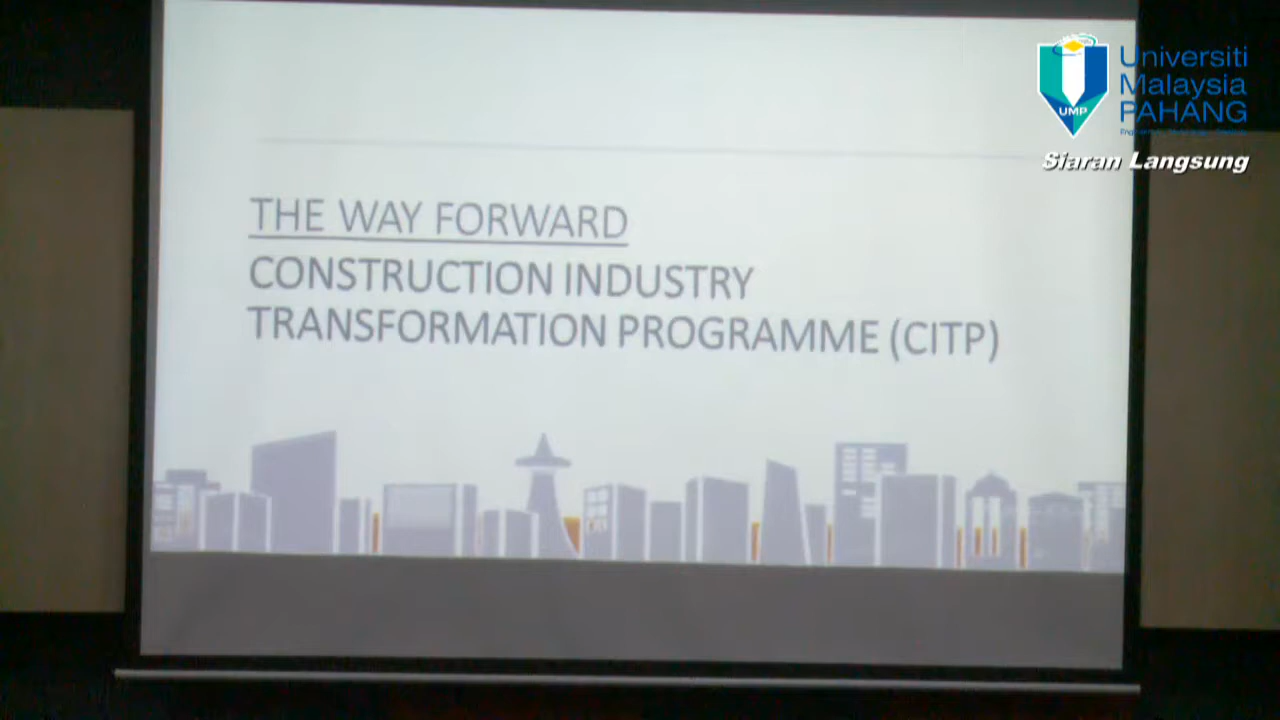 THE WAY FORWARD
CONSTRUCTION INDUSTRY
TRANSFORMATION PROGRAMME (CITP)
UMP
Universiti
Malaysia
PAHANG
Siaran Langsung